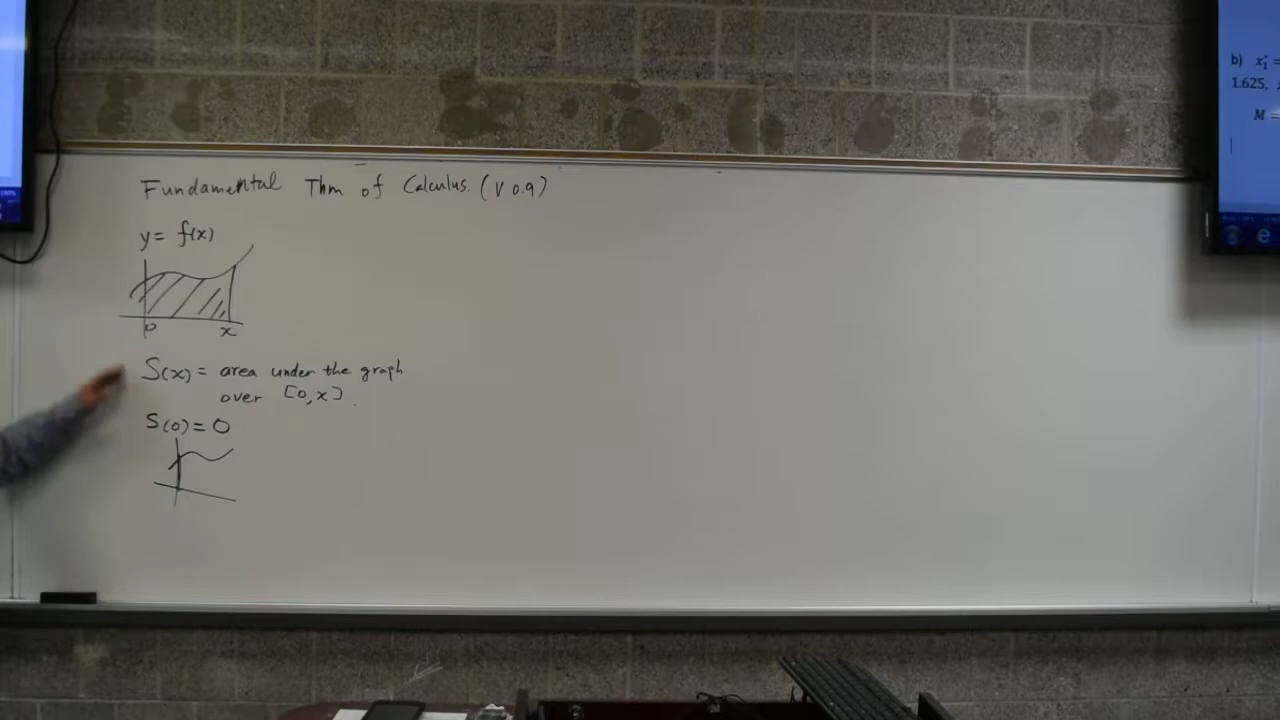 Fundamental Thm of Calculus. (V 0.9)
y = f(x)
0 x
S(x) = area under the graph
over [0,x].
S(0) = 0
b) x₁* =
1.625,
M =